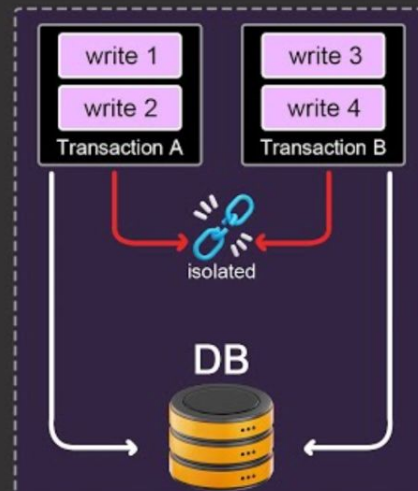 write 1
write 2
Transaction A
write 3
write 4
Transaction B
isolated
DB